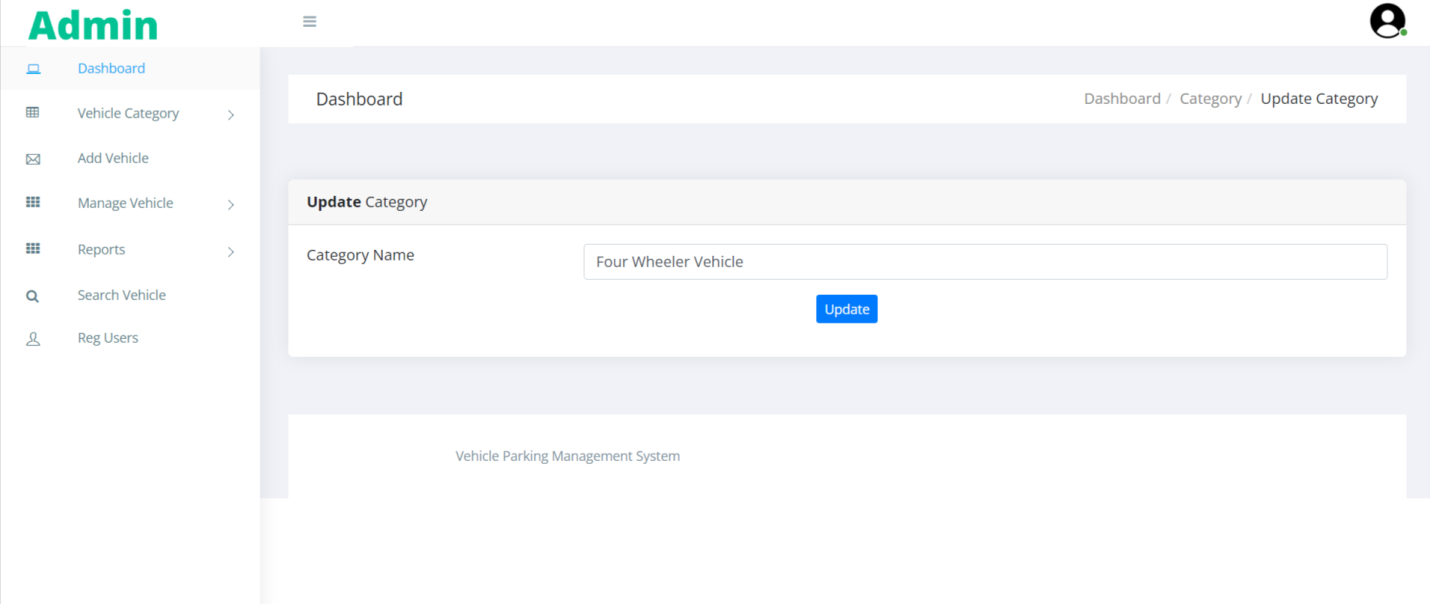 Admin
Dashboard
Vehicle Category
Add Vehicle
Manage Vehicle
Reports
Search Vehicle
Reg Users
Dashboard
Dashboard / Category / Update Category
Update Category
Category Name
Four Wheeler Vehicle
Update
Vehicle Parking Management System